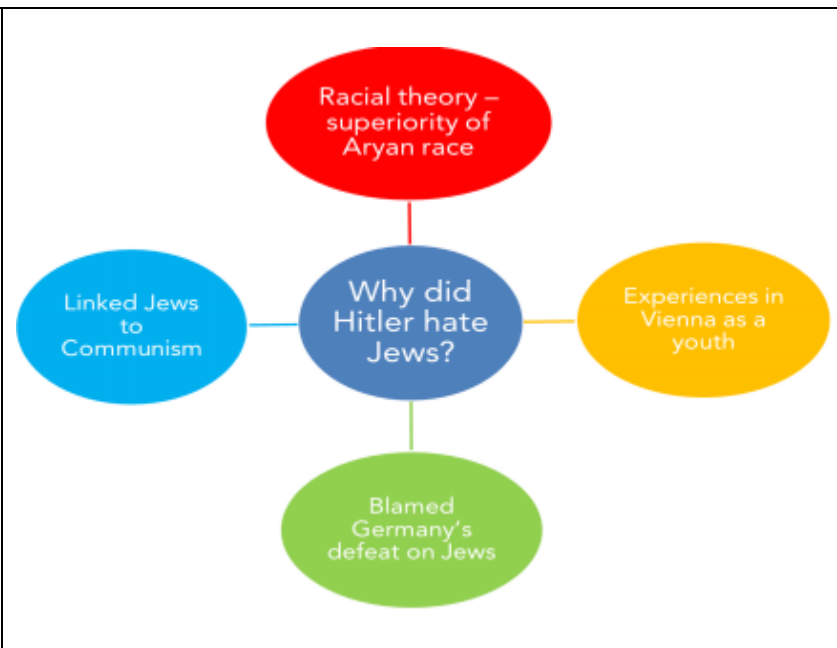 Racial theory –
superiority of
Aryan race
Linked Jews
to
Communism
Why did
Hitler hate
Jews?
Experiences in
Vienna as a
youth
Blamed
Germany's
defeat on Jews